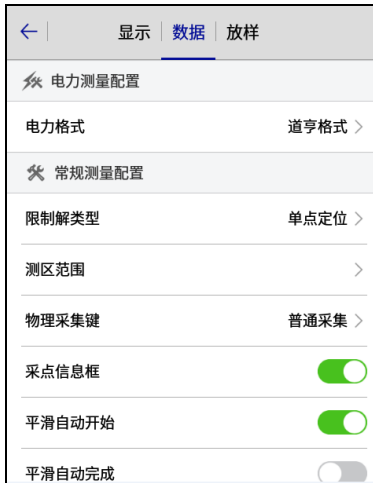 显示 数据 放样
电力测量配置
电力格式 道亨格式
常规测量配置
限制解类型 单点定位
测区范围
物理采集键 普通采集
采点信息框
平滑自动开始
平滑自动完成